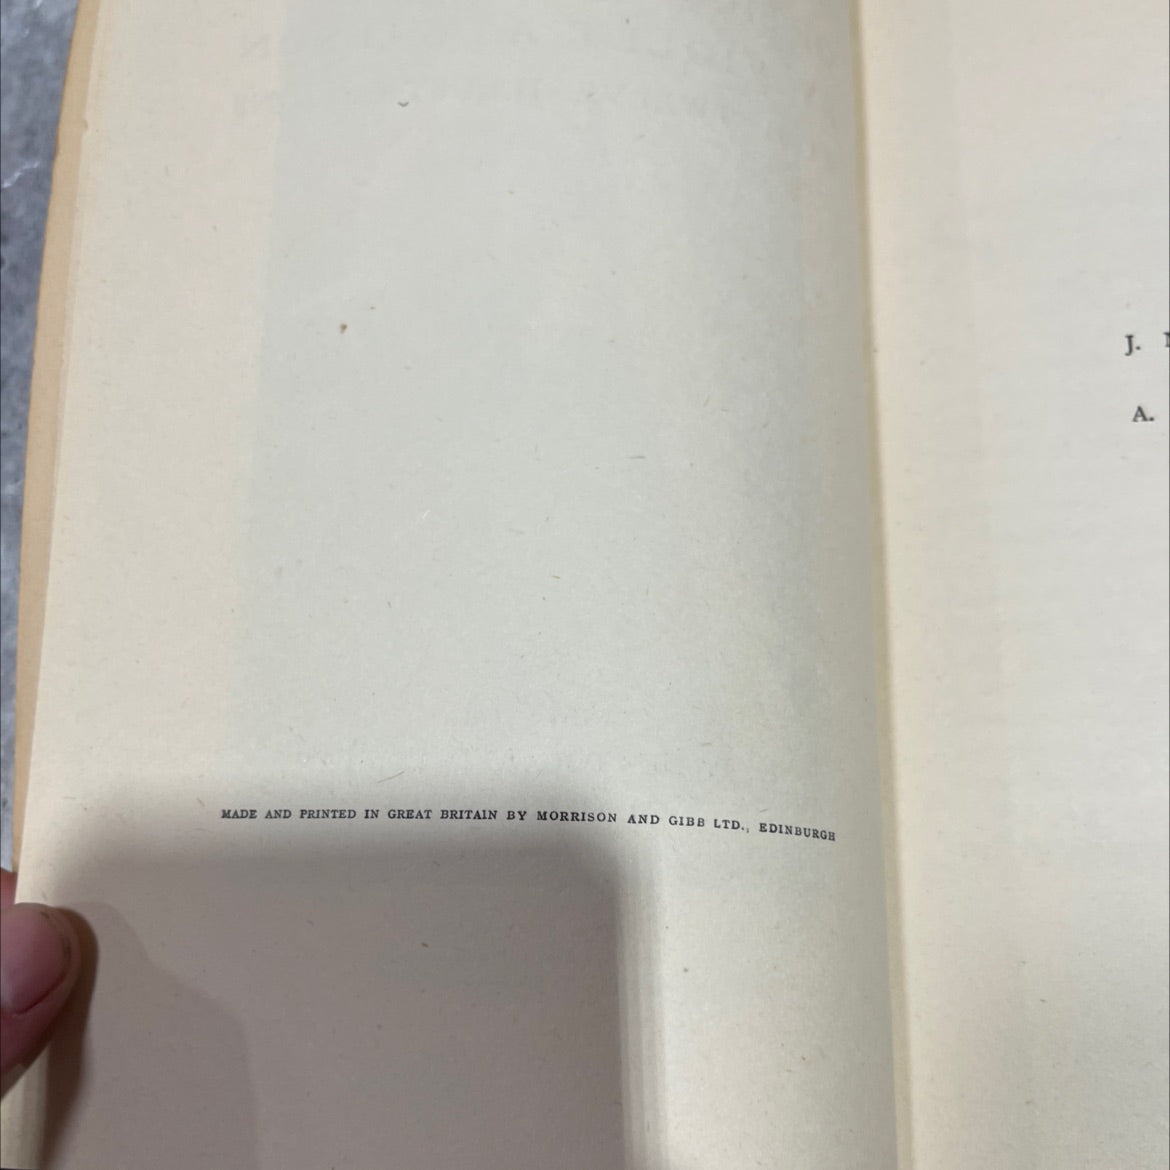 MADE AND PRINTED IN GREAT BRITAIN BY MORRISON AND GIBB LTD., EDINBURGH
J.
A.